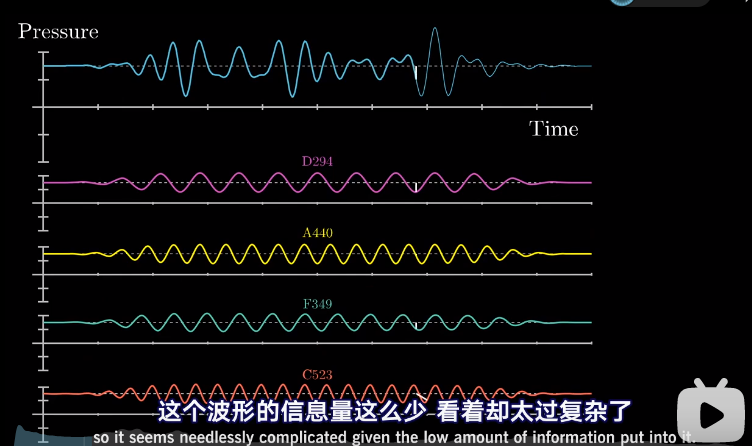 Pressure
Time
D294
A440
F349
C523
这个波形的信息量这么少 看着却太过复杂了
so it seems needlessly complicated given the low amount of information put into it.